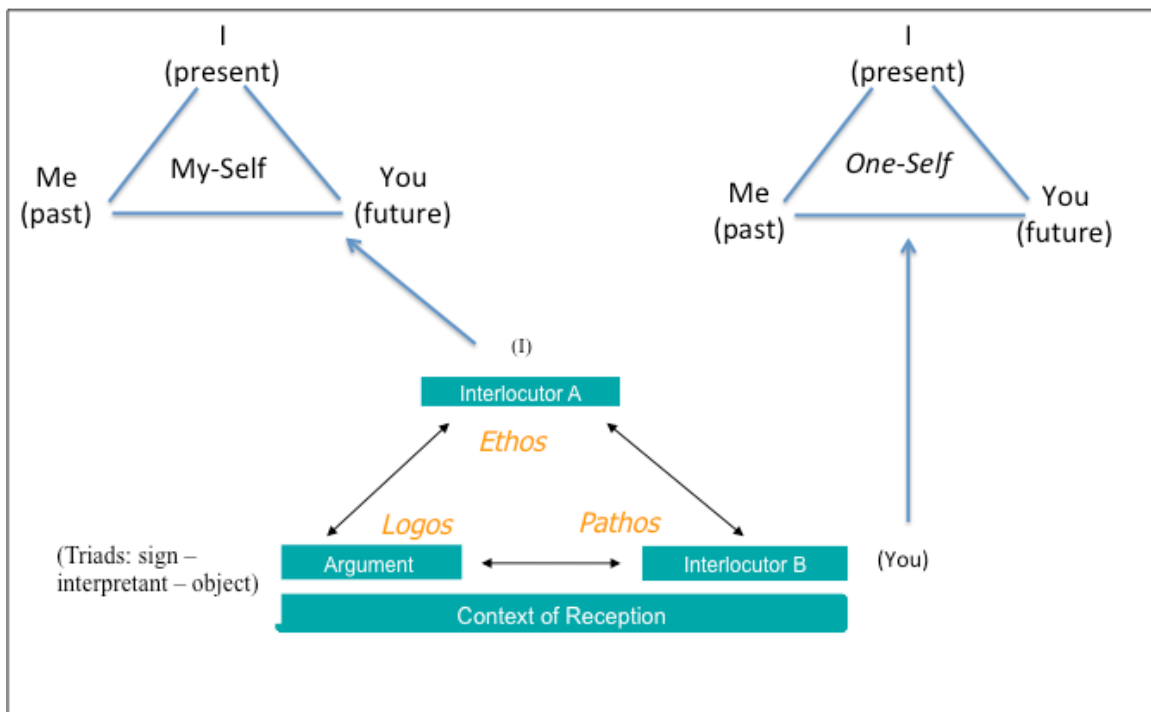 I
(present)
Me
(past)
My-Self
You
(future)
I
(present)
Me
(past)
One-Self
You
(future)
(I)
Interlocutor A
Ethos
Logos
Pathos
(Triads: sign –
interpretant – object)
Argument
Interlocutor B
(You)
Context of Reception